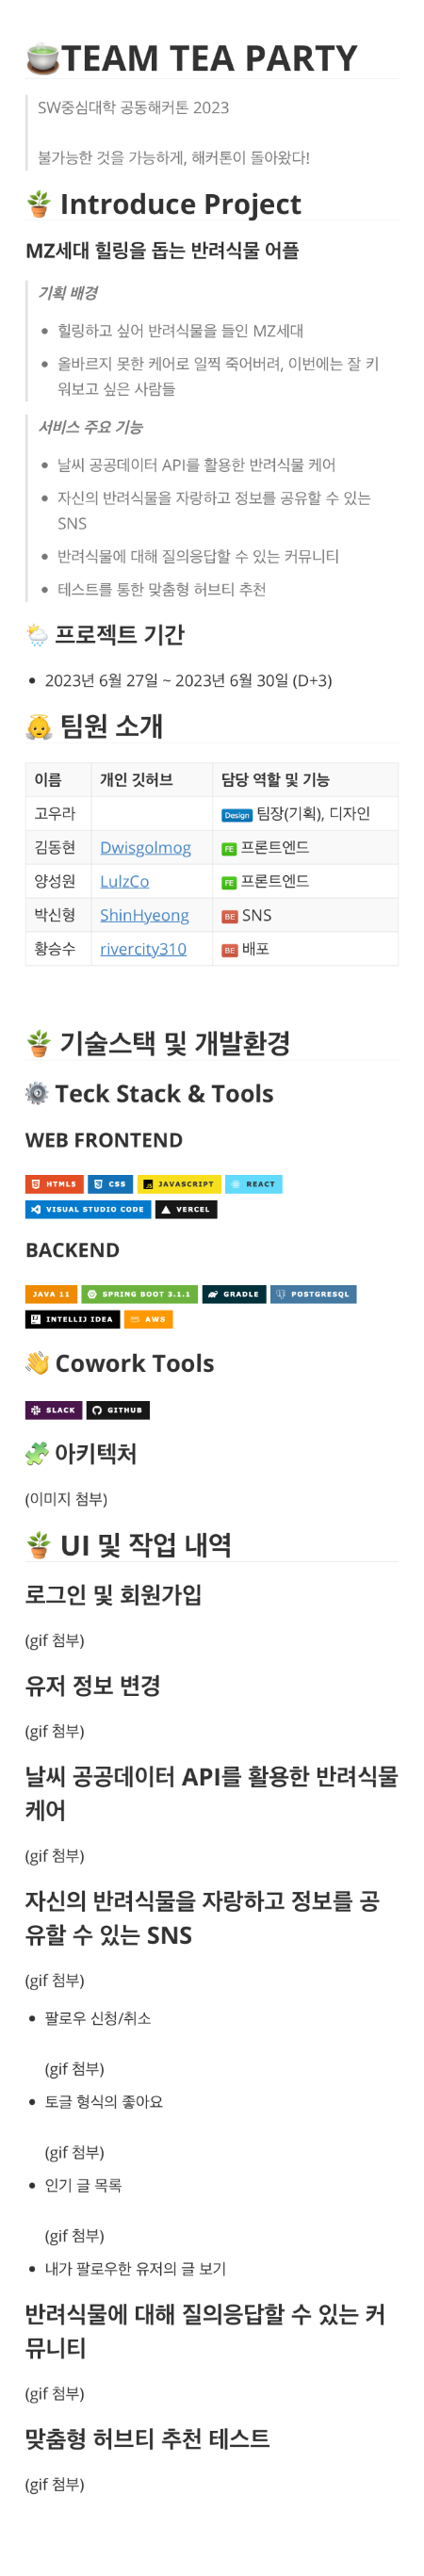 🍵TEAM TEA PARTY
SW중심대학 공동해커톤 2023
불가능한 것을 가능하게, 해커톤이 돌아왔다!
🪴 Introduce Project
MZ세대 힐링을 돕는 반려식물 어플
기획 배경
• 힐링하고 싶어 반려식물을 들인 MZ세대
• 올바르지 못한 케어로 일찍 죽어버려, 이번에는 잘 키
워보고 싶은 사람들
서비스 주요 기능
• 날씨 공공데이터 API를 활용한 반려식물 케어
• 자신의 반려식물을 자랑하고 정보를 공유할 수 있는
SNS
• 반려식물에 대해 질의응답할 수 있는 커뮤니티
• 테스트를 통한 맞춤형 허브티 추천
🌦 프로젝트 기간
• 2023년 6월 27일 ~ 2023년 6월 30일 (D+3)
👼 팀원 소개
이름 개인 깃허브 담당 역할 및 기능
고우라 Design 팀장(기획), 디자인
김동현 Dwisgolmog FE 프론트엔드
양성원 LulzCo FE 프론트엔드
박신형 ShinHyeong BE SNS
황승수 rivercity310 BE 배포
🪴 기술스택 및 개발환경
⚙️ Teck Stack & Tools
WEB FRONTEND
HTML5 CSS JAVASCRIPT REACT
VISUAL STUDIO CODE VERCEL
BACKEND
JAVA 11 SPRING BOOT 3.1.1 GRADLE POSTGRESQL
INTELLIJ IDEA AWS
👋 Cowork Tools
SLACK GITHUB
🧩 아키텍처
(이미지 첨부)
🪴 UI 및 작업 내역
로그인 및 회원가입
(gif 첨부)
유저 정보 변경
(gif 첨부)
날씨 공공데이터 API를 활용한 반려식물
케어
(gif 첨부)
자신의 반려식물을 자랑하고 정보를 공
유할 수 있는 SNS
(gif 첨부)
• 팔로우 신청/취소
(gif 첨부)
• 토글 형식의 좋아요
(gif 첨부)
• 인기 글 목록
(gif 첨부)
• 내가 팔로우한 유저의 글 보기
반려식물에 대해 질의응답할 수 있는 커
뮤니티
(gif 첨부)
맞춤형 허브티 추천 테스트
(gif 첨부)